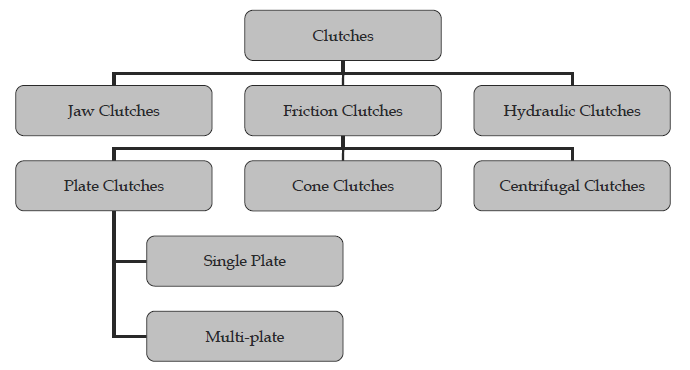 Clutches
Jaw Clutches
Friction Clutches
Hydraulic Clutches
Plate Clutches
Cone Clutches
Centrifugal Clutches
Single Plate
Multi-plate